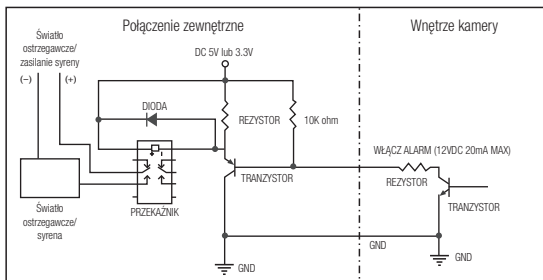 Połączenie zewnętrzne
Wnętrze kamery
Światło
ostrzegawcze/
zasilanie syreny
(−)
(+)
DC 5V lub 3.3V
DIODA
REZYSTOR
10K ohm
WŁĄCZ ALARM (12VDC 20mA MAX)
REZYSTOR
TRANZYSTOR
TRANZYSTOR
PRZEKAŹNIK
Światło
ostrzegawcze/
syrena
GND
GND
GND